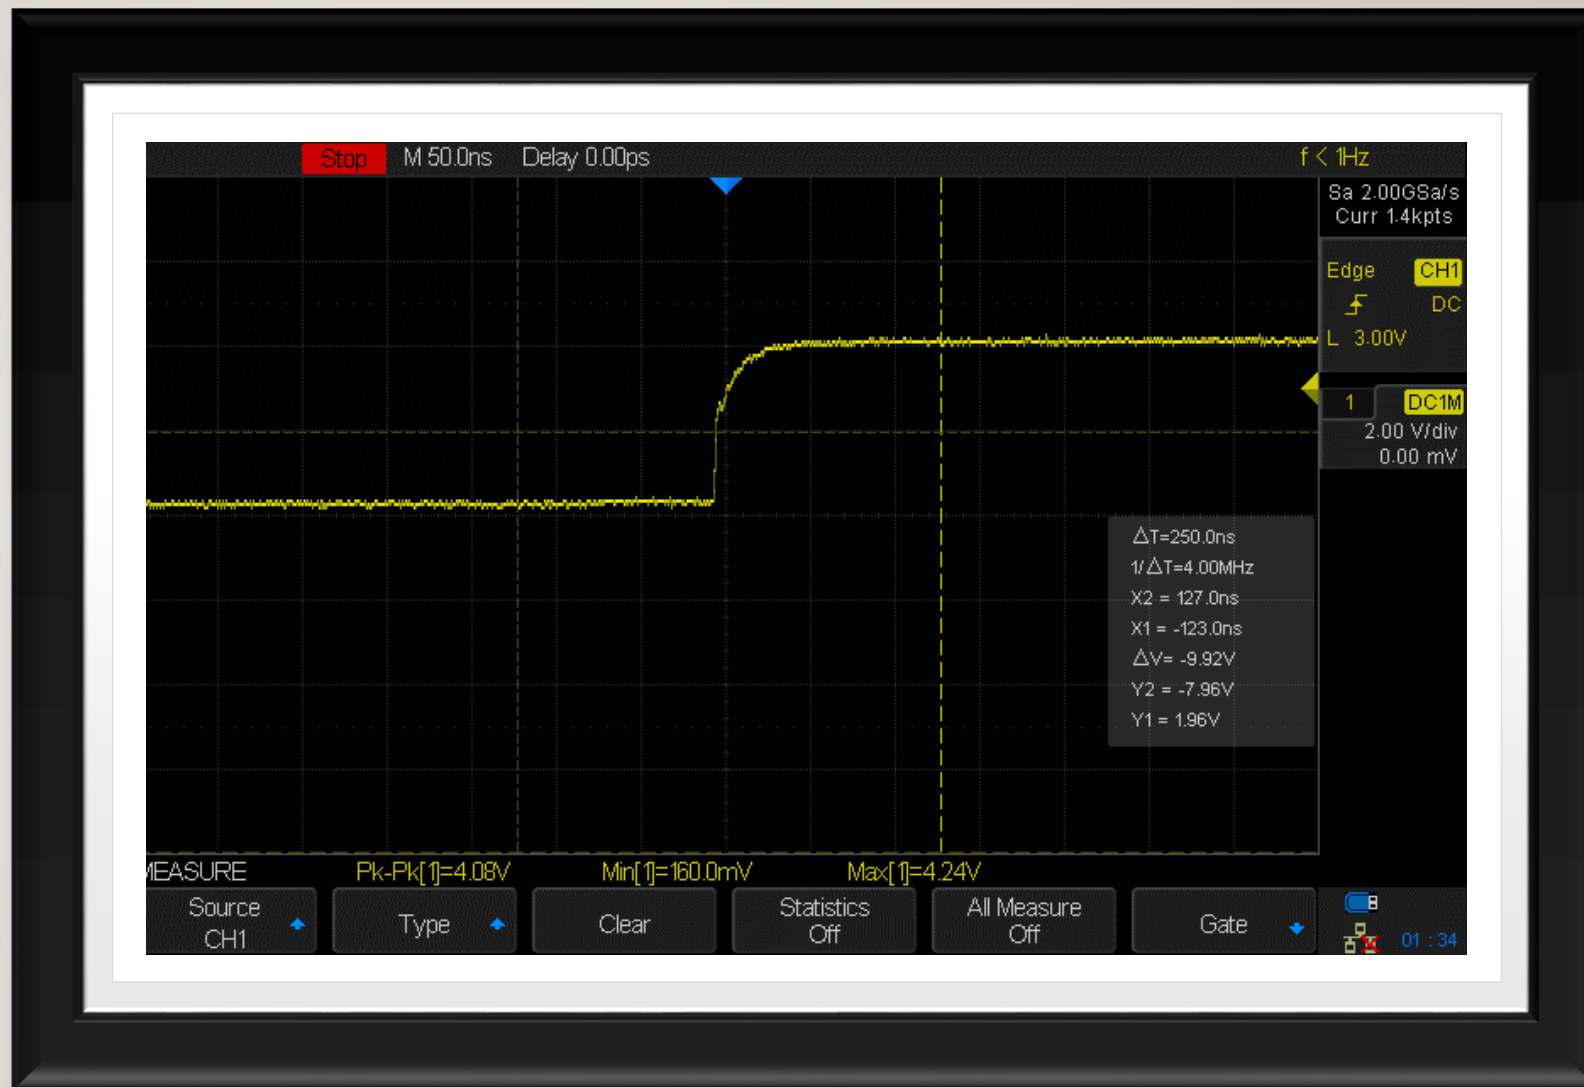 Stop M 50.0ns Delay 0.00ps f < 1Hz
Sa 2.00GSa/s
Curr 1.4kpts
Edge CH1
DC
L 3.00V
1 DC1M
2.00 V/div
0.00 mV
△T=250.0ns
1/△T=4.00MHz
X2 = 127.0ns
X1 = -123.0ns
△V= -9.92V
Y2 = -7.96V
Y1 = 1.96V
MEASURE Pk-Pk[1]=4.08V Min[1]=160.0mV Max[1]=4.24V
Source
CH1
Type
Clear
Statistics
Off
All Measure
Off
Gate
01 : 34